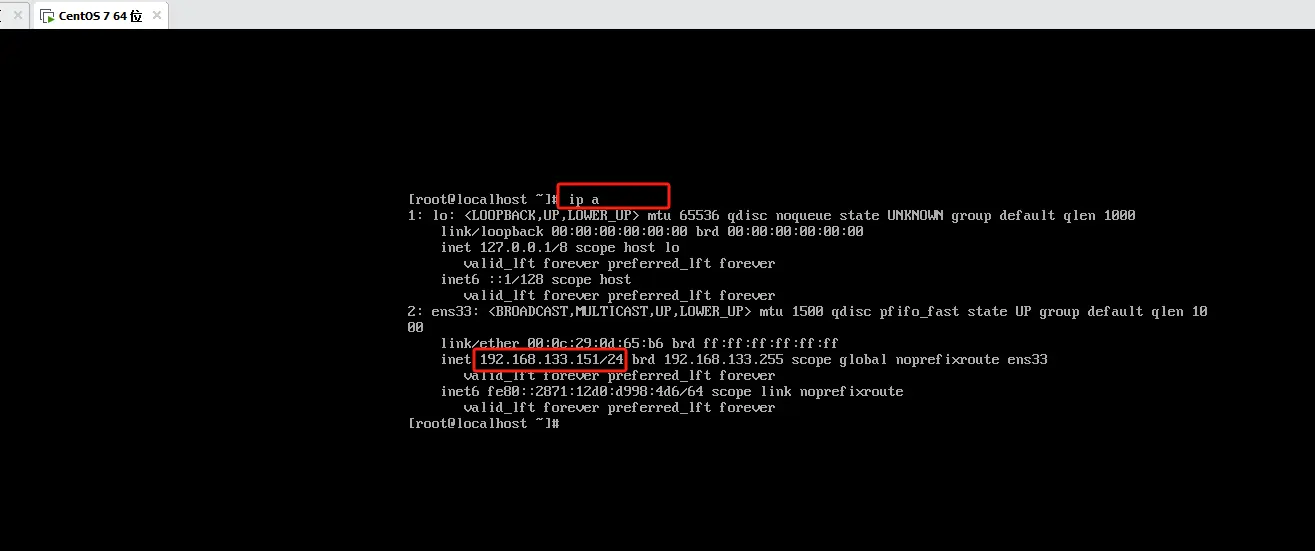 CentOS 7 64 位
[root@localhost ~]# ip a
1: lo: <LOOPBACK,UP,LOWER_UP> mtu 65536 qdisc noqueue state UNKNOWN group default qlen 1000
link/loopback 00:00:00:00:00:00 brd 00:00:00:00:00:00
inet 127.0.0.1/8 scope host lo
valid_lft forever preferred_lft forever
inet6 ::1/128 scope host
valid_lft forever preferred_lft forever
2: ens33: <BROADCAST,MULTICAST,UP,LOWER_UP> mtu 1500 qdisc pfifo_fast state UP group default qlen 10
00
link/ether 00:0c:29:0d:65:b6 brd ff:ff:ff:ff:ff:ff
inet 192.168.133.151/24 brd 192.168.133.255 scope global noprefixroute ens33
valid_lft forever preferred_lft forever
inet6 fe80::2871:12d0:d998:4d6/64 scope link noprefixroute
valid_lft forever preferred_lft forever
[root@localhost ~]#